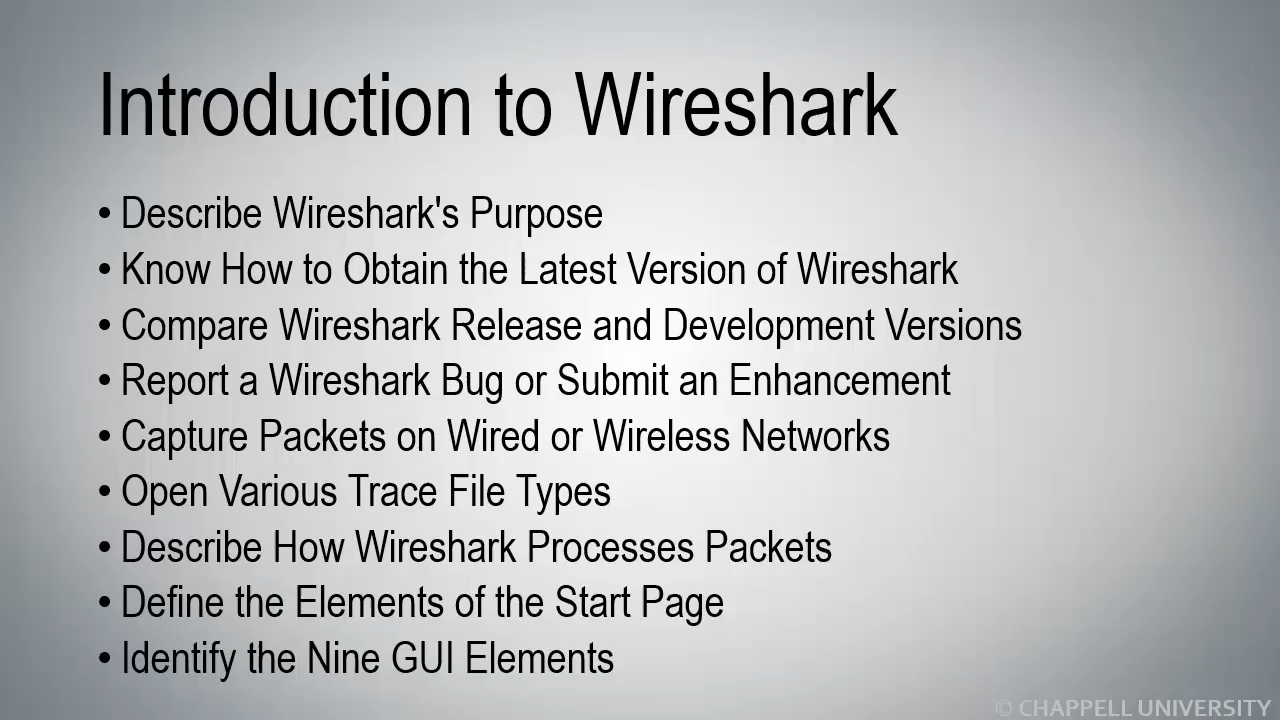 Introduction to Wireshark
• Describe Wireshark's Purpose
• Know How to Obtain the Latest Version of Wireshark
• Compare Wireshark Release and Development Versions
• Report a Wireshark Bug or Submit an Enhancement
• Capture Packets on Wired or Wireless Networks
• Open Various Trace File Types
• Describe How Wireshark Processes Packets
• Define the Elements of the Start Page
• Identify the Nine GUI Elements
© CHAPPELL UNIVERSITY